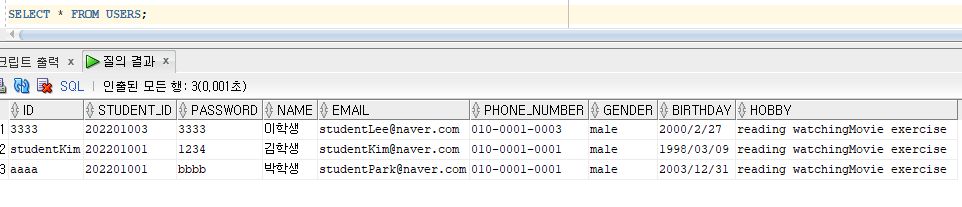 SELECT * FROM USERS;
크립트 출력 x 질의 결과 x
SQL | 인출된 모든 행: 3(0,001초)
ID STUDENT_ID PASSWORD NAME EMAIL PHONE_NUMBER GENDER BIRTHDAY HOBBY
1 3333 202201003 3333 이학생 studentLee@naver.com 010-0001-0003 male 2000/2/27 reading watchingMovie exercise
2 studentKim 202201001 1234 김학생 studentKim@naver.com 010-0001-0001 male 1998/03/09 reading watchingMovie exercise
3 aaaa 202201001 bbbb 박학생 studentPark@naver.com 010-0001-0001 male 2003/12/31 reading watchingMovie exercise